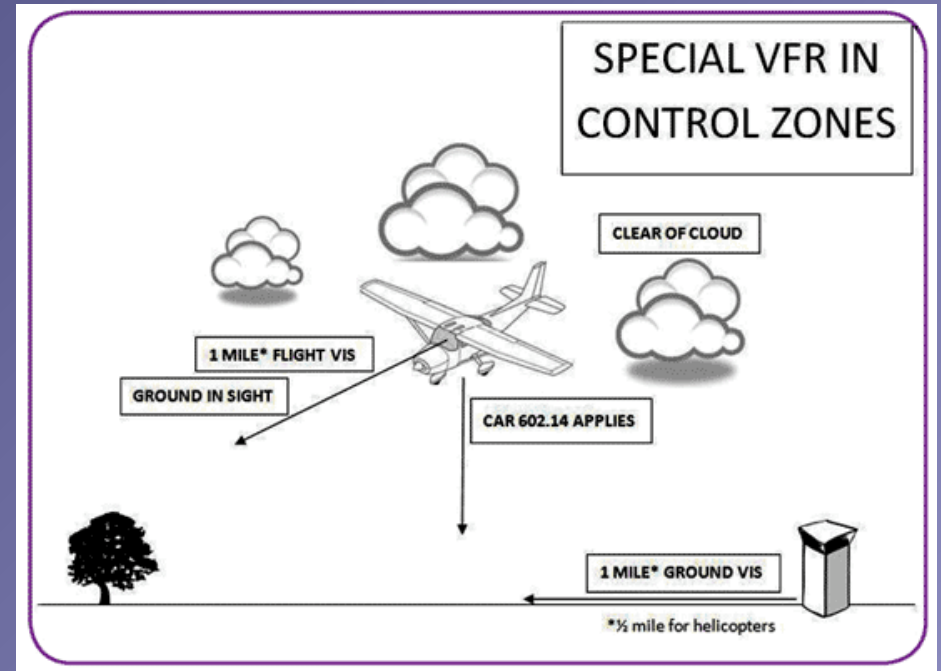 SPECIAL VFR IN
CONTROL ZONES
CLEAR OF CLOUD
1 MILE* FLIGHT VIS
GROUND IN SIGHT
CAR 602.14 APPLIES
1 MILE* GROUND VIS
*½ mile for helicopters